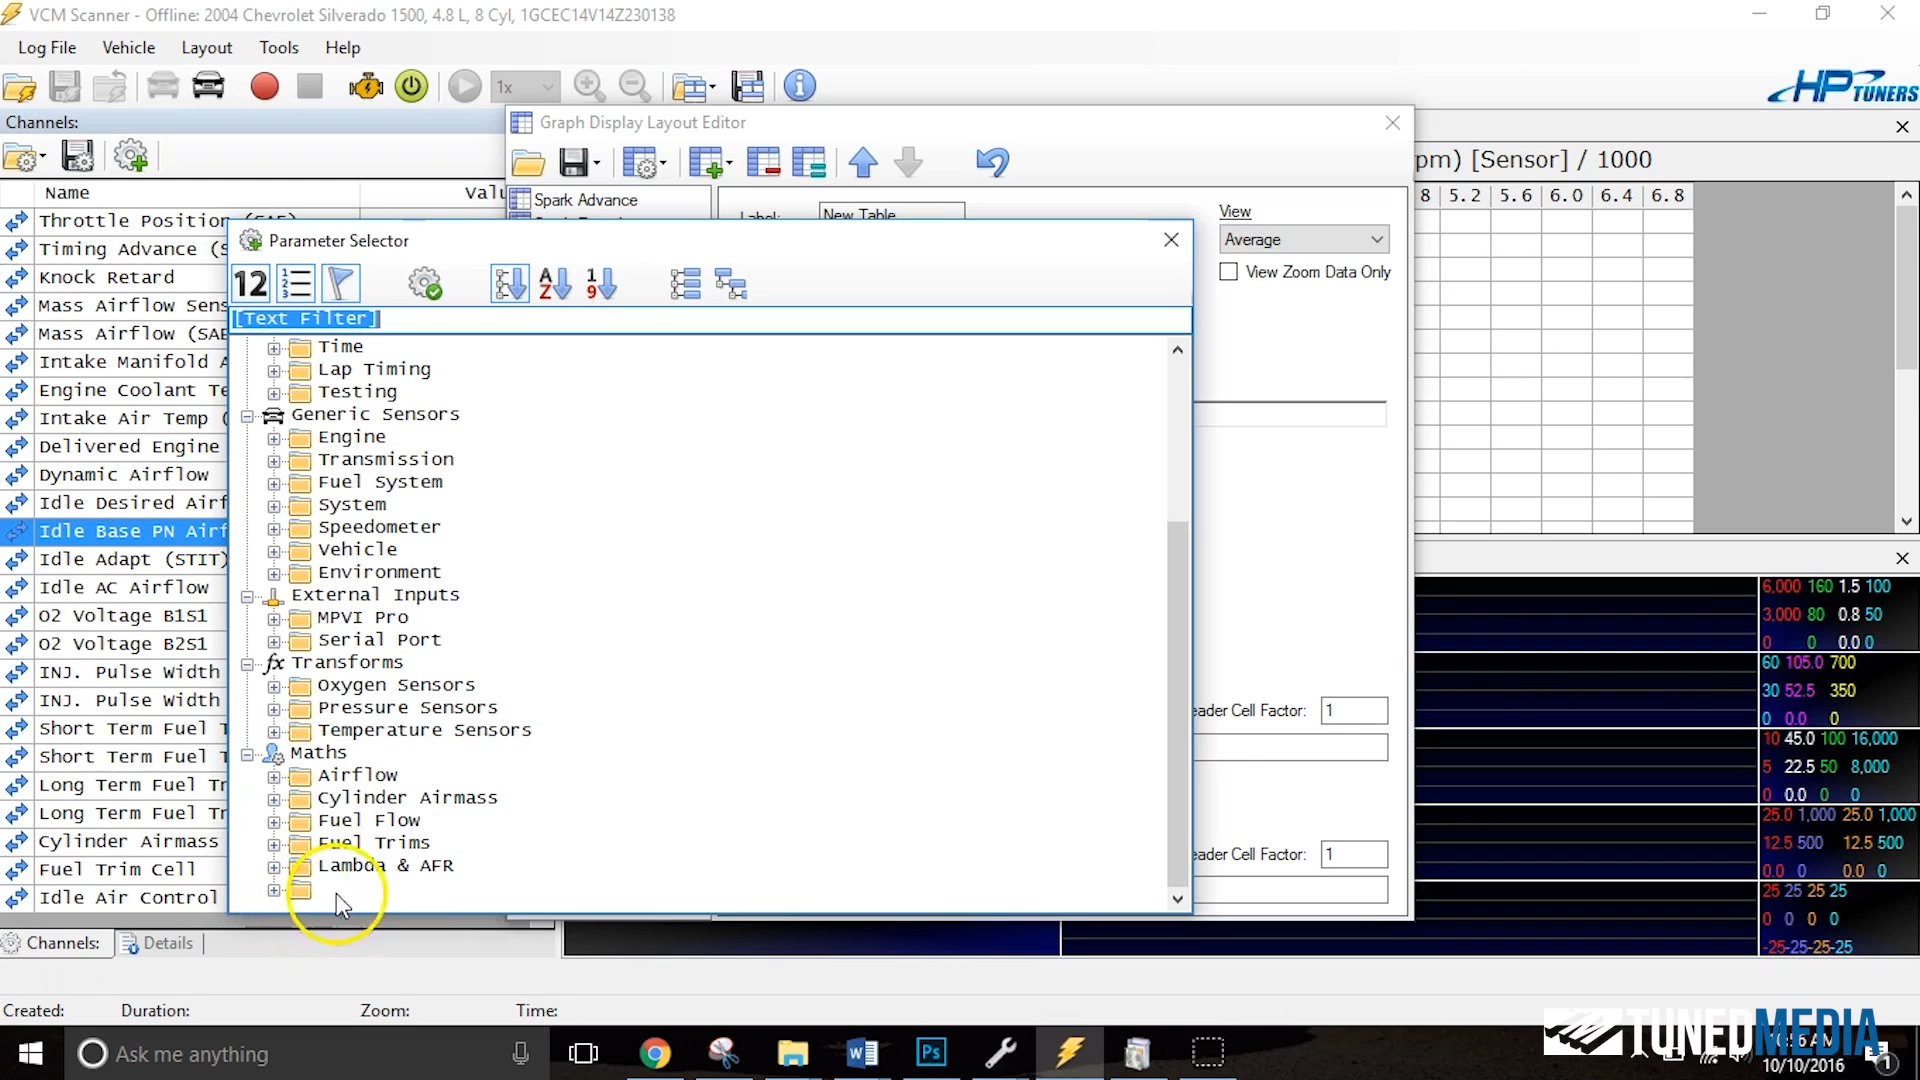 VCM Scanner - Offline: 2004 Chevrolet Silverado 1500, 4.8 L, 8 Cyl, 1GCEC14V14Z230138
Log File Vehicle Layout Tools Help
1x
HP TUNERS
Channels:
Name Valu
Throttle Position (SAE)
Timing Advance (S
Knock Retard
Mass Airflow Sens
Mass Airflow (SAE
Intake Manifold A
Engine Coolant Te
Intake Air Temp (
Delivered Engine
Dynamic Airflow
Idle Desired Airf
Idle Base PN Airf
Idle Adapt (STIT)
Idle AC Airflow
O2 Voltage B1S1
O2 Voltage B2S1
INJ. Pulse Width
INJ. Pulse Width
Short Term Fuel T
Short Term Fuel T
Long Term Fuel Tr
Long Term Fuel Tr
Cylinder Airmass
Fuel Trim Cell
Idle Air Control
Channels: Details
Graph Display Layout Editor
Spark Advance
Label: New Table
View
Average
View Zoom Data Only
eader Cell Factor: 1
eader Cell Factor: 1
Parameter Selector
12
[Text Filter]
Time
Lap Timing
Testing
Generic Sensors
Engine
Transmission
Fuel System
System
Speedometer
Vehicle
Environment
External Inputs
MPVI Pro
Serial Port
fx Transforms
Oxygen Sensors
Pressure Sensors
Temperature Sensors
Maths
Airflow
Cylinder Airmass
Fuel Flow
Fuel Trims
Lambda & AFR
pm) [Sensor] / 1000
8 5.2 5.6 6.0 6.4 6.8
6,000 160 1.5 100
3,000 80 0.8 50
0 0 0.0 0
60 105.0 700
30 52.5 350
0 0.0 0
10 45.0 100 16,000
5 22.5 50 8,000
0 0.0 0 0
25.0 1,000 25.0 1,000
12.5 500 12.5 500
0.0 0 0.0 0
25 25 25 25
0 0 0 0
-25 -25 -25 -25
Created: Duration: Zoom: Time:
Ask me anything
Ps
TUNEDMEDIA
10/10/2016
1